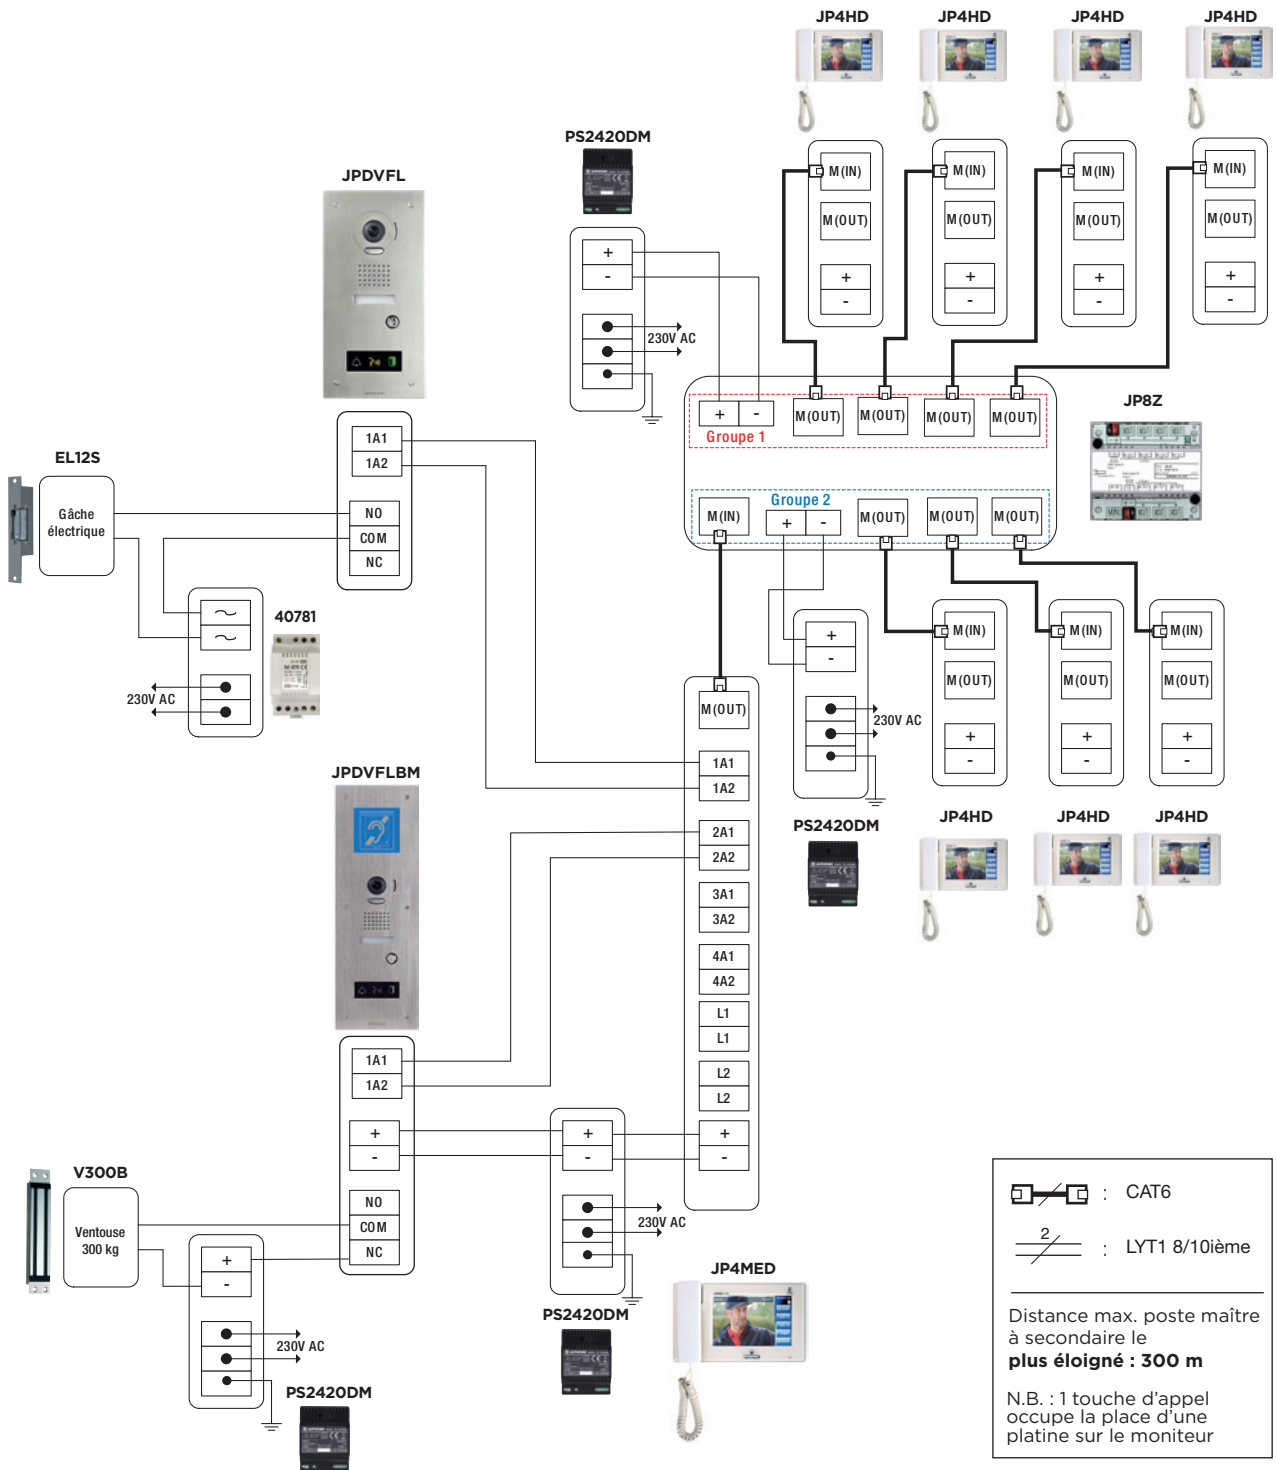 JP4HD
JP4HD
JP4HD
JP4HD
PS2420DM
M(IN)
M(OUT)
+
-
M(IN)
M(OUT)
+
-
M(IN)
M(OUT)
+
-
M(IN)
M(OUT)
+
-
+
-
230V AC
JPDVFL
1A1
1A2
NO
COM
NC
EL12S
Gâche
électrique
40781
230V AC
+
-
M(OUT)
M(OUT)
M(OUT)
M(OUT)
Groupe 1
JP8Z
Groupe 2
M(IN)
+
-
M(OUT)
M(OUT)
M(OUT)
+
-
230V AC
PS2420DM
M(IN)
M(OUT)
+
-
M(IN)
M(OUT)
+
-
M(IN)
M(OUT)
+
-
JP4HD
JP4HD
JP4HD
M(OUT)
1A1
1A2
2A1
2A2
3A1
3A2
4A1
4A2
L1
L1
L2
L2
+
-
JPDVFLBM
1A1
1A2
+
-
NO
COM
NC
+
-
230V AC
PS2420DM
V300B
Ventouse
300 kg
+
-
230V AC
PS2420DM
JP4MED
: CAT6
2
: LYT1 8/10ième
Distance max. poste maître
à secondaire le
plus éloigné : 300 m
N.B. : 1 touche d'appel
occupe la place d'une
platine sur le moniteur